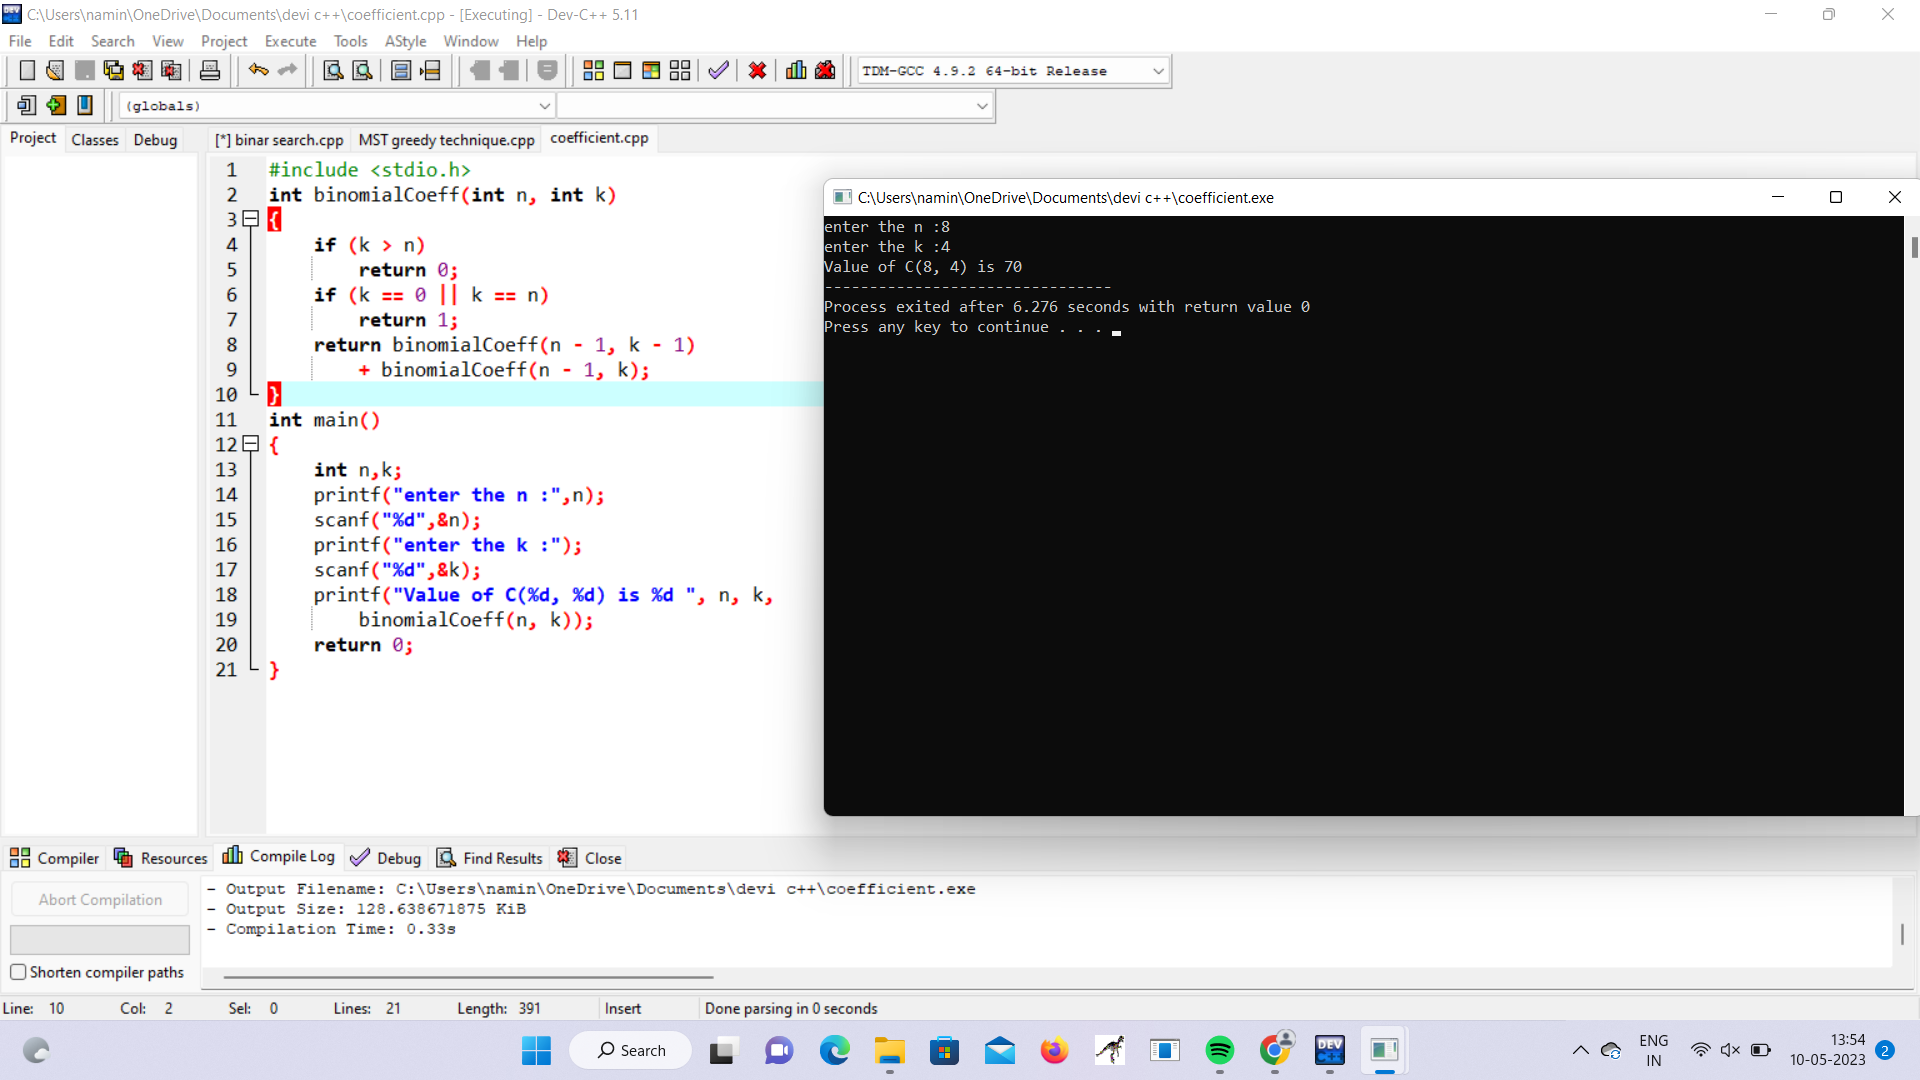 C:\Users\namin\OneDrive\Documents\devi c++\coefficient.cpp - [Executing] - Dev-C++ 5.11
File Edit Search View Project Execute Tools AStyle Window Help
TDM-GCC 4.9.2 64-bit Release
(globals)
Project Classes Debug
[*] binar search.cpp MST greedy technique.cpp coefficient.cpp
1 #include <stdio.h>
2 int binomialCoeff(int n, int k)
3 {
4 if (k > n)
5 return 0;
6 if (k == 0 || k == n)
7 return 1;
8 return binomialCoeff(n - 1, k - 1)
9 + binomialCoeff(n - 1, k);
10 }
11 int main()
12 {
13 int n,k;
14 printf("enter the n :",n);
15 scanf("%d",&n);
16 printf("enter the k :");
17 scanf("%d",&k);
18 printf("Value of C(%d, %d) is %d ", n, k,
19 binomialCoeff(n, k));
20 return 0;
21 }
C:\Users\namin\OneDrive\Documents\devi c++\coefficient.exe
enter the n :8
enter the k :4
Value of C(8, 4) is 70
--------------------------------
Process exited after 6.276 seconds with return value 0
Press any key to continue . . .
Compiler Resources Compile Log Debug Find Results Close
Abort Compilation
Shorten compiler paths
- Output Filename: C:\Users\namin\OneDrive\Documents\devi c++\coefficient.exe
- Output Size: 128.638671875 KiB
- Compilation Time: 0.33s
Line: 10 Col: 2 Sel: 0 Lines: 21 Length: 391 Insert Done parsing in 0 seconds
Search
DEV C++
ENG
IN
13:54
10-05-2023
2